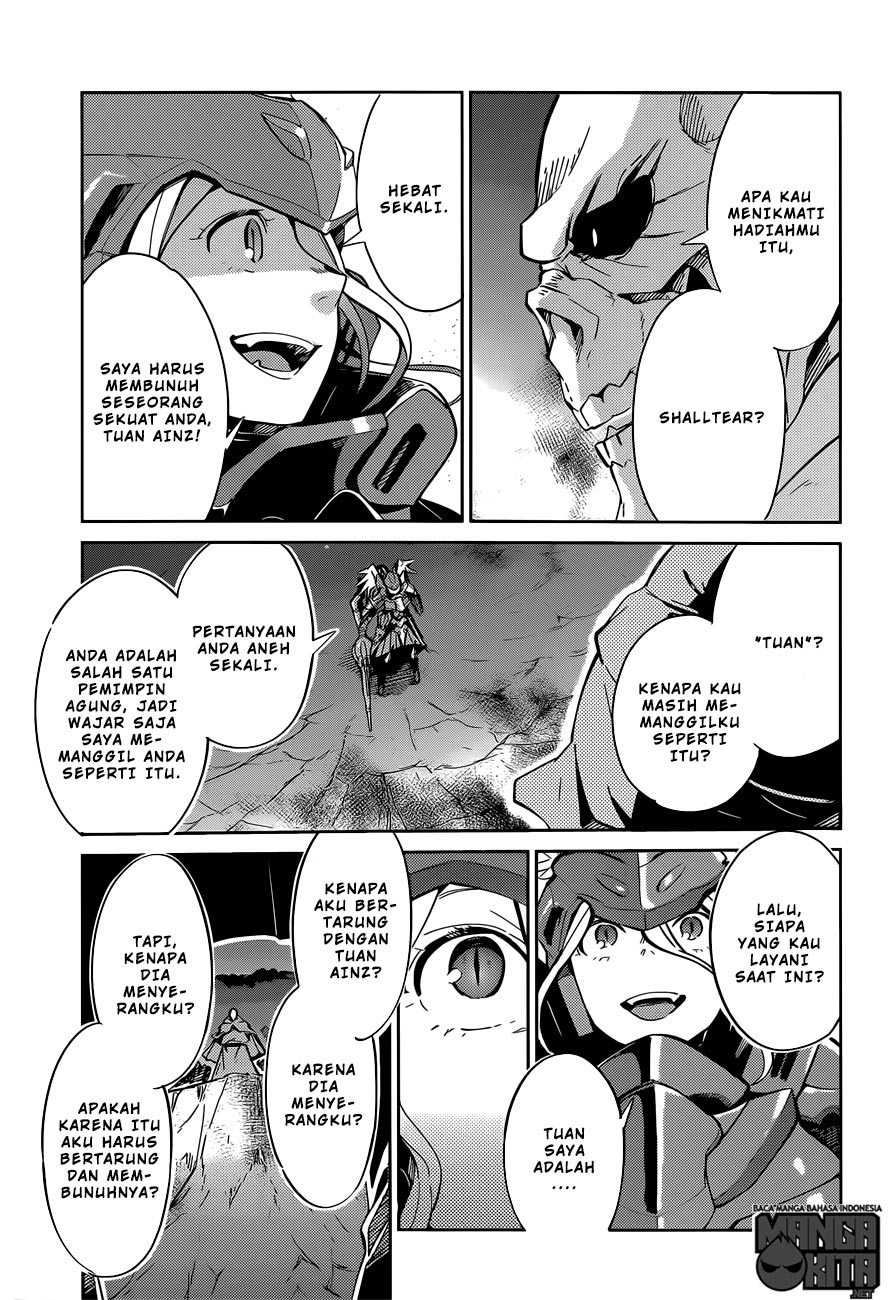 APA KAU
MENIKMATI
HADIAHMU
ITU,
SHALLTEAR?
HEBAT
SEKALI.
SAYA HARUS
MEMBUNUH
SESEORANG
SEKUAT ANDA,
TUAN AINZ!
"TUAN"?
KENAPA KAU
MASIH ME-
MANGGILKU
SEPERTI
ITU?
PERTANYAAN
ANDA ANEH
SEKALI.
ANDA ADALAH
SALAH SATU
PEMIMPIN
AGUNG, JADI
WAJAR SAJA
SAYA ME-
MANGGIL ANDA
SEPERTI ITU.
LALU,
SIAPA
YANG KAU
LAYANI
SAAT INI?
TUAN
SAYA
ADALAH
....
KENAPA
AKU BER-
TARUNG
DENGAN
TUAN
AINZ?
KARENA
DIA
MENYE-
RANGKU?
TAPI,
KENAPA
DIA
MENYE-
RANGKU?
APAKAH
KARENA ITU
AKU HARUS
BERTARUNG
DAN MEM-
BUNUHNYA?
BACA MANGA BAHASA INDONESIA
MANGA
KITA
.NET